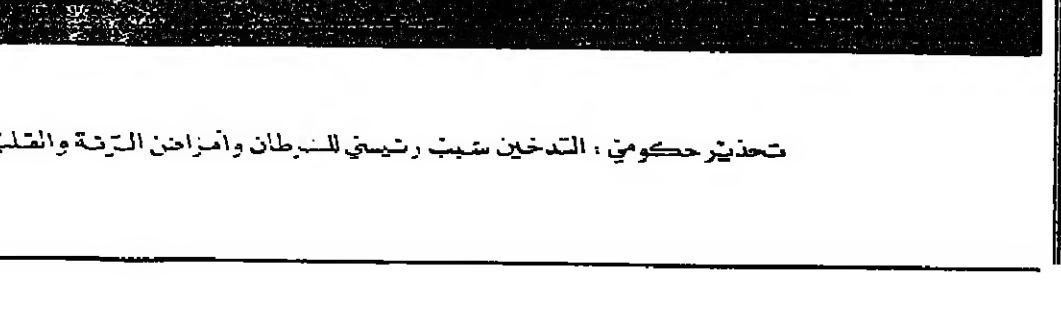 تحذير حكومي : التدخين سبب رئيسي للسرطان وأمراض الرئة والقلب